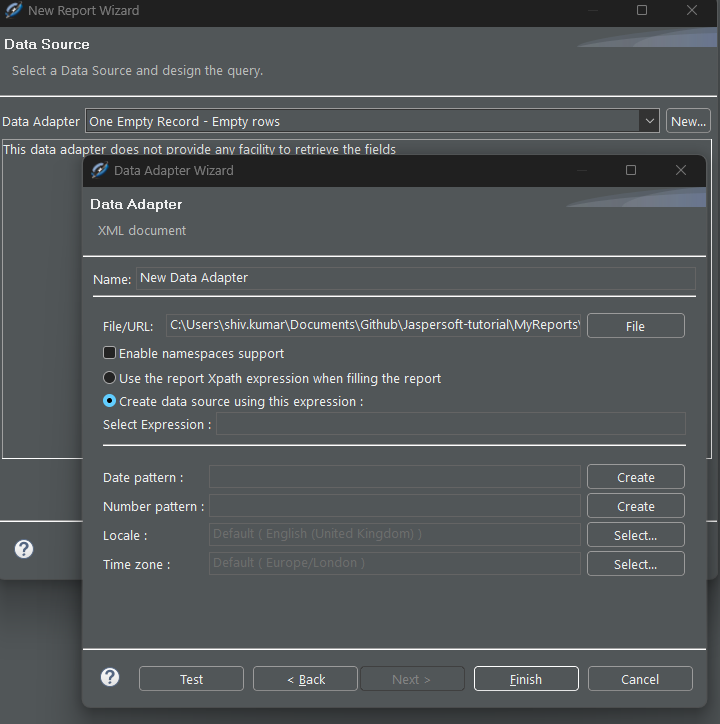 New Report Wizard
Data Source
Select a Data Source and design the query.
Data Adapter One Empty Record - Empty rows New...
This data adapter does not provide any facility to retrieve the fields
Data Adapter Wizard
Data Adapter
XML document
Name: New Data Adapter
File/URL: C:\Users\shiv.kumar\Documents\Github\Jaspersoft-tutorial\MyReports\ File
Enable namespaces support
Use the report Xpath expression when filling the report
Create data source using this expression :
Select Expression :
Date pattern : Create
Number pattern : Create
Locale : Default ( English (United Kingdom) ) Select...
Time zone : Default ( Europe/London ) Select...
? ? Test < Back Next > Finish Cancel